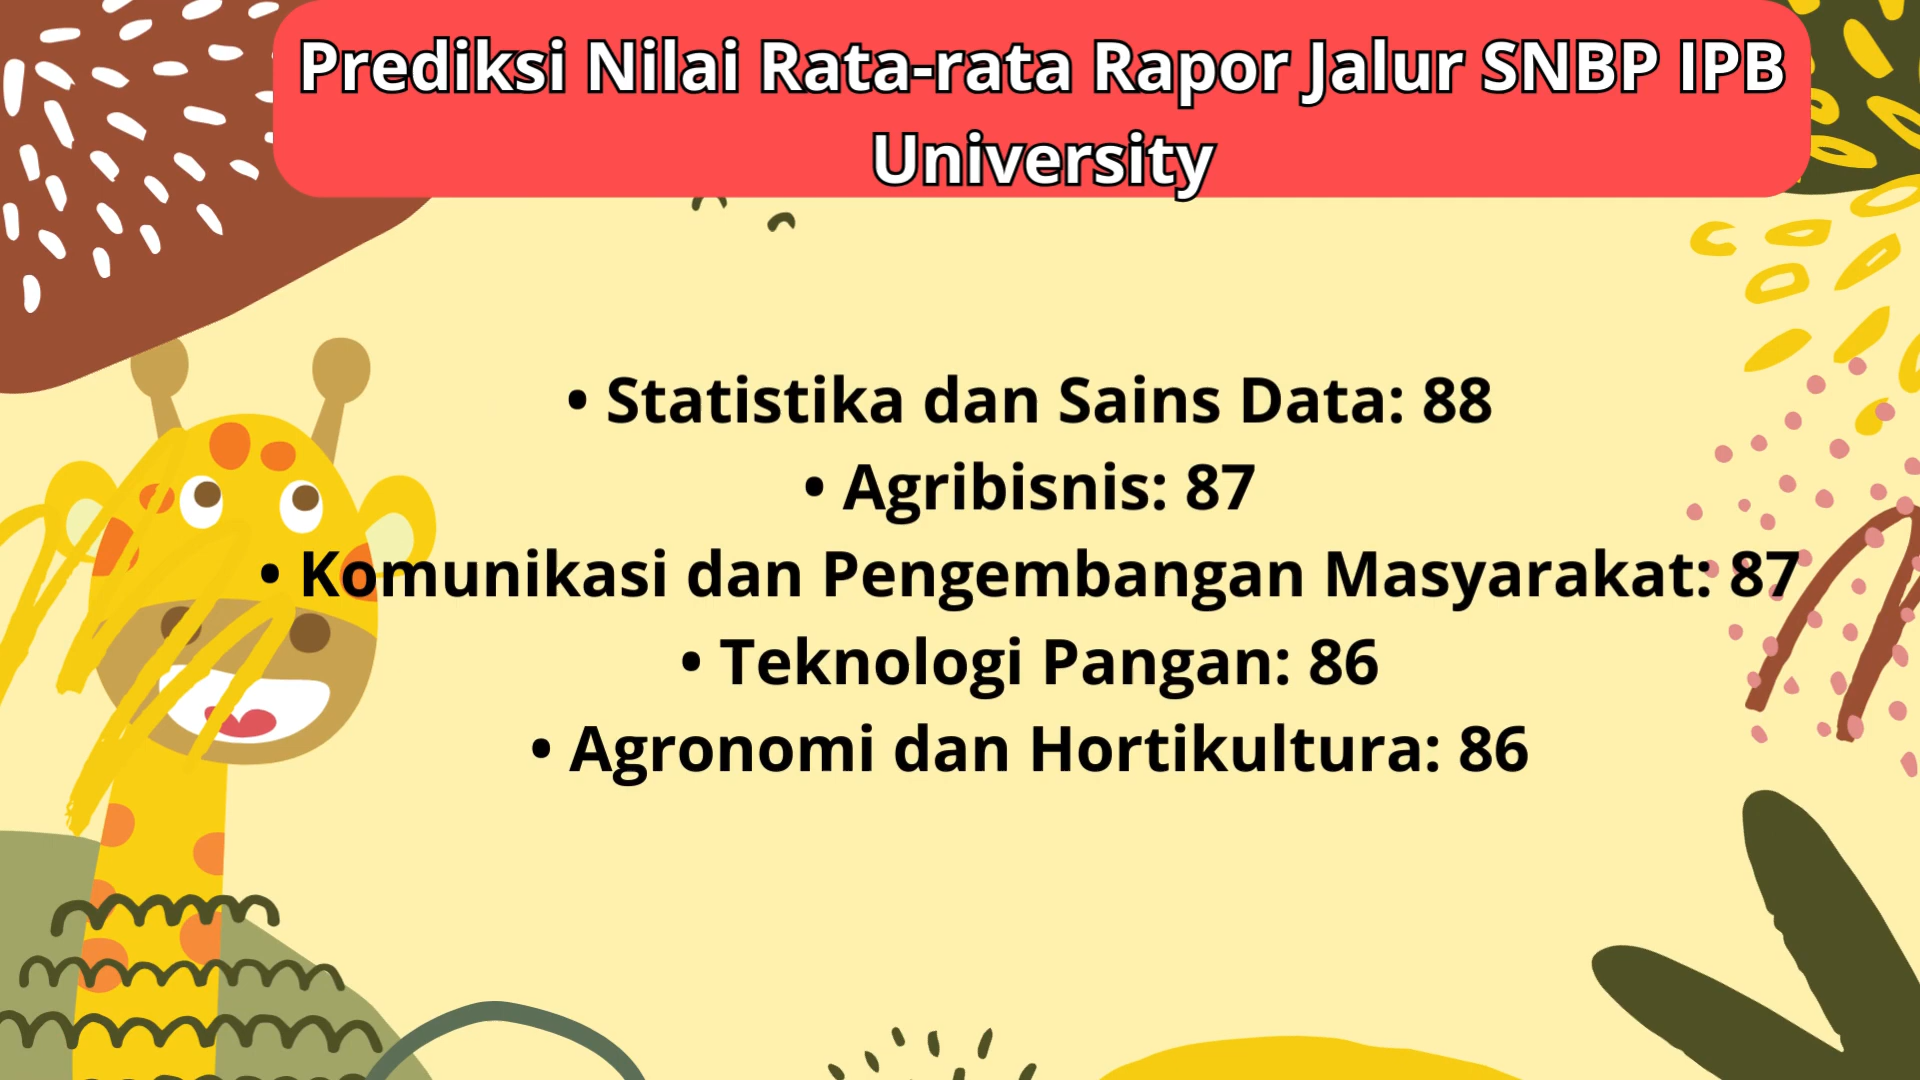 Prediksi Nilai Rata-rata Rapor Jalur SNBP IPB
University
• Statistika dan Sains Data: 88
• Agribisnis: 87
• Komunikasi dan Pengembangan Masyarakat: 87
• Teknologi Pangan: 86
• Agronomi dan Hortikultura: 86